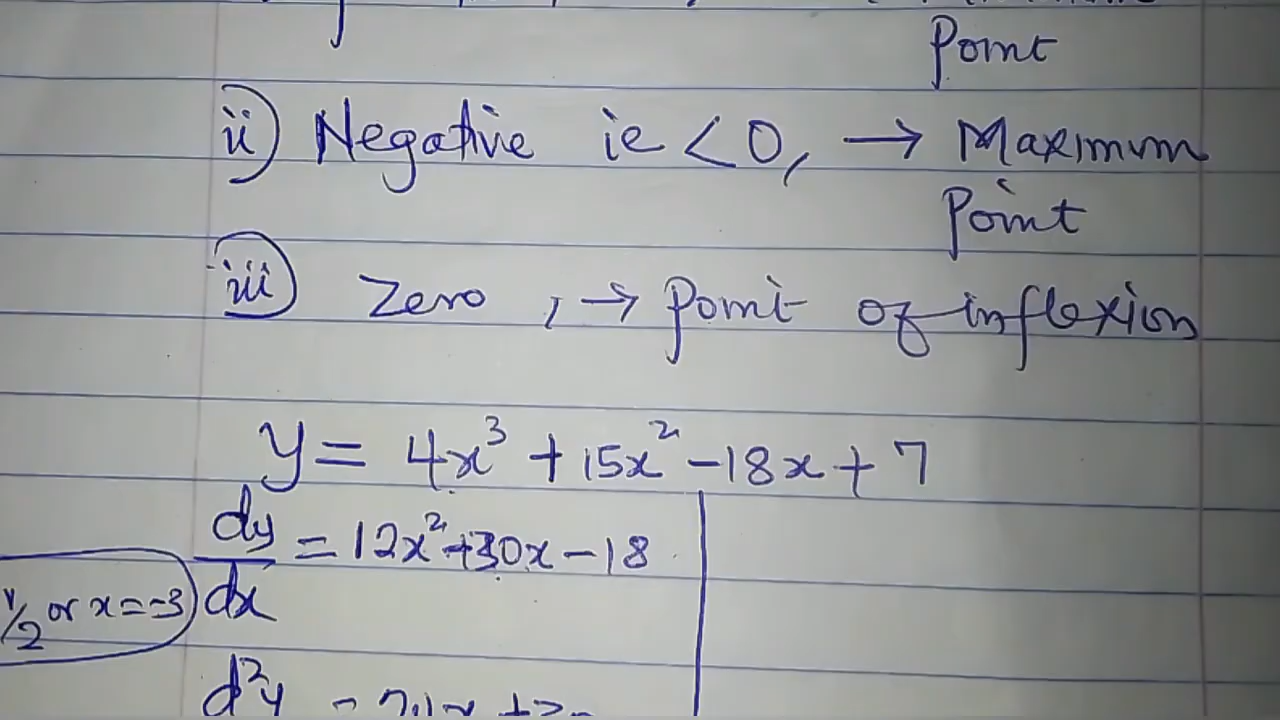 Point
ii) Negative ie < 0, → Maximum
Point
iii) Zero, → Point of inflexion
y = 4x³ + 15x² - 18x + 7
dy/dx = 12x² + 30x - 18
1/2 or x = -3
d²y